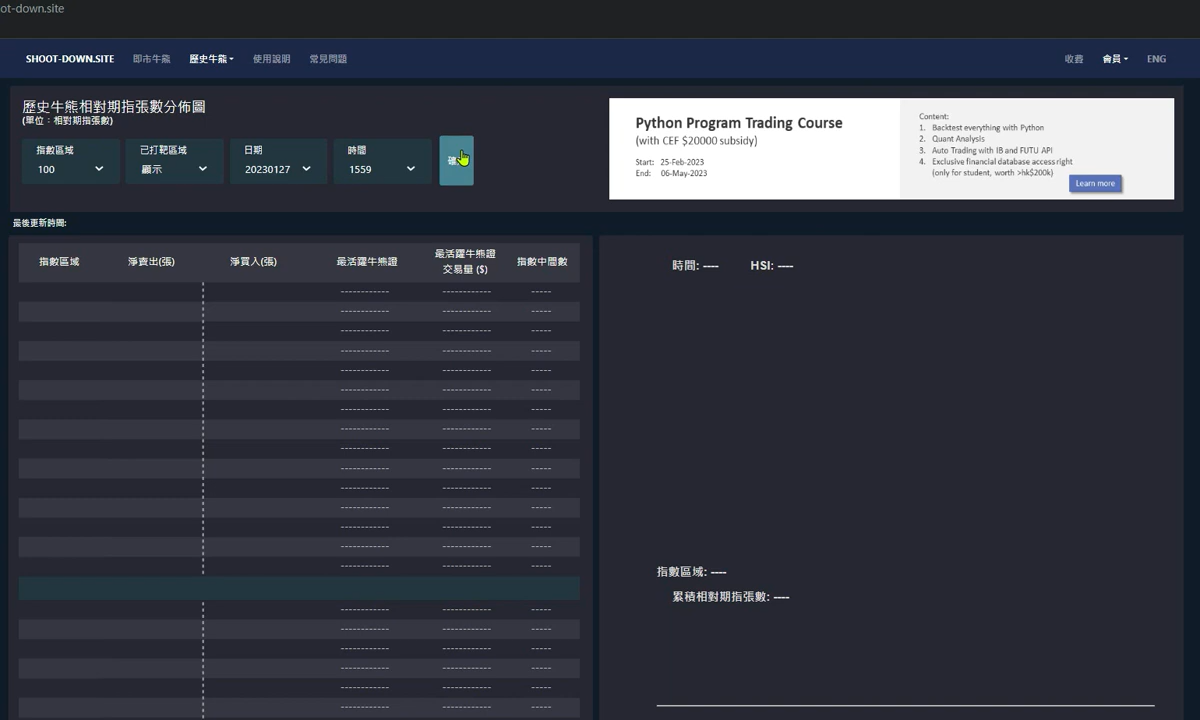 ot-down.site
SHOOT-DOWN.SITE 即市牛熊 歷史牛熊 使用說明 常見問題 收費 會員 ENG
歷史牛熊相對期指張數分佈圖
(單位：相對期指張數)
指數區域 已打靶區域 日期 時間
100 顯示 20230127 1559
Python Program Trading Course
(with CEF $20000 subsidy)
Start: 25-Feb-2023
End: 06-May-2023
Content:
1. Backtest everything with Python
2. Quant Analysis
3. Auto Trading with IB and FUTU API
4. Exclusive financial database access right
(only for student, worth >hk$200k)
Learn more
最後更新時間:
指數區域 淨賣出(張) 淨買入(張) 最活躍牛熊證 最活躍牛熊證 交易量 ($) 指數中間數
時間: ---- HSI: ----
指數區域: ----
累積相對期指張數: ----